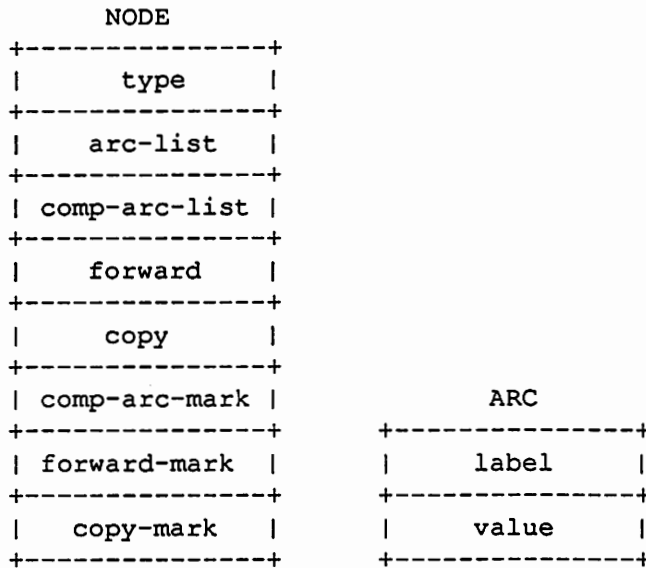 NODE
type
arc-list
comp-arc-list
forward
copy
comp-arc-mark
forward-mark
copy-mark
ARC
label
value